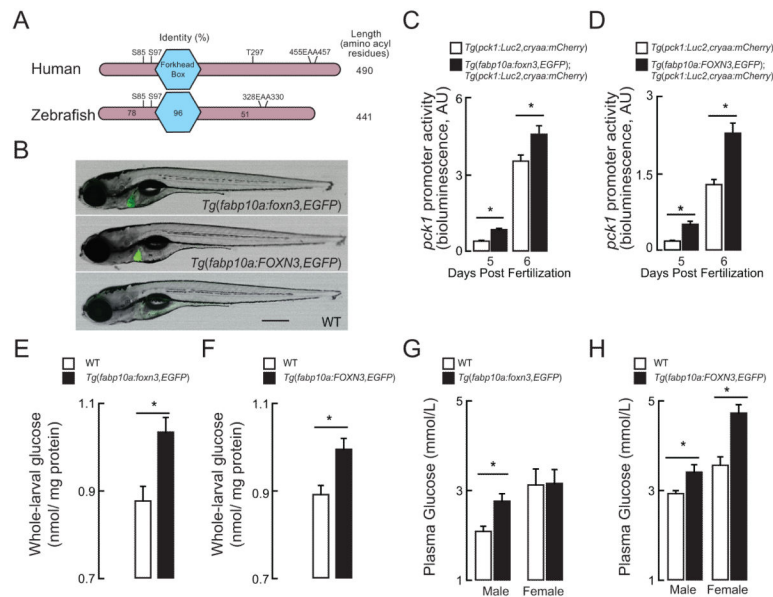 A
Identity (%)
Length
(amino acyl
residues)
S85 S97
T297
455EAA457
Human
Forkhead
Box
490
S85 S97
328EAA330
Zebrafish
78
96
51
441
B
Tg(fabp10a:foxn3,EGFP)
Tg(fabp10a:FOXN3,EGFP)
WT
C
Tg(pck1:Luc2,cryaa:mCherry)
Tg(fabp10a:foxn3,EGFP);
Tg(pck1:Luc2,cryaa:mCherry)
pck1 promoter activity
(bioluminescence, AU)
6
3
0
*
*
5 6
Days Post Fertilization
D
Tg(pck1:Luc2,cryaa:mCherry)
Tg(fabp10a:FOXN3,EGFP);
Tg(pck1:Luc2,cryaa:mCherry)
pck1 promoter activity
(bioluminescence, AU)
3
1.5
0
*
*
5 6
Days Post Fertilization
E
WT
Tg(fabp10a:foxn3,EGFP)
Whole-larval glucose
(nmol/ mg protein)
1.1
0.9
0.7
*
F
WT
Tg(fabp10a:FOXN3,EGFP)
Whole-larval glucose
(nmol/ mg protein)
1.1
0.9
0.7
*
G
WT
Tg(fabp10a:foxn3,EGFP)
Plasma Glucose (mmol/L)
5
3
1
*
Male Female
H
WT
Tg(fabp10a:FOXN3,EGFP)
Plasma Glucose (mmol/L)
5
3
1
*
*
Male Female